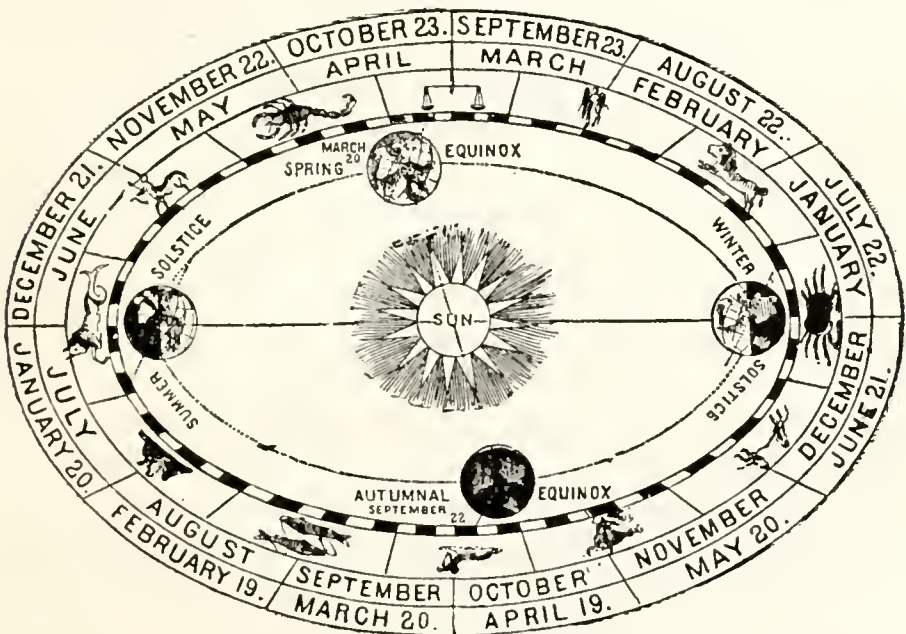 OCTOBER 23.
SEPTEMBER 23.
AUGUST 22.
JULY 22.
JUNE 21.
MAY 20.
APRIL 19.
MARCH 20.
FEBRUARY 19.
JANUARY 20.
DECEMBER 21.
NOVEMBER 22.
APRIL
MARCH
FEBRUARY
JANUARY
DECEMBER
NOVEMBER
OCTOBER
SEPTEMBER
AUGUST
JULY
JUNE
MAY
MARCH 20
SPRING
EQUINOX
SOLSTICE
WINTER
SUN
SUMMER
SOLSTICE
AUTUMNAL
SEPTEMBER 22
EQUINOX